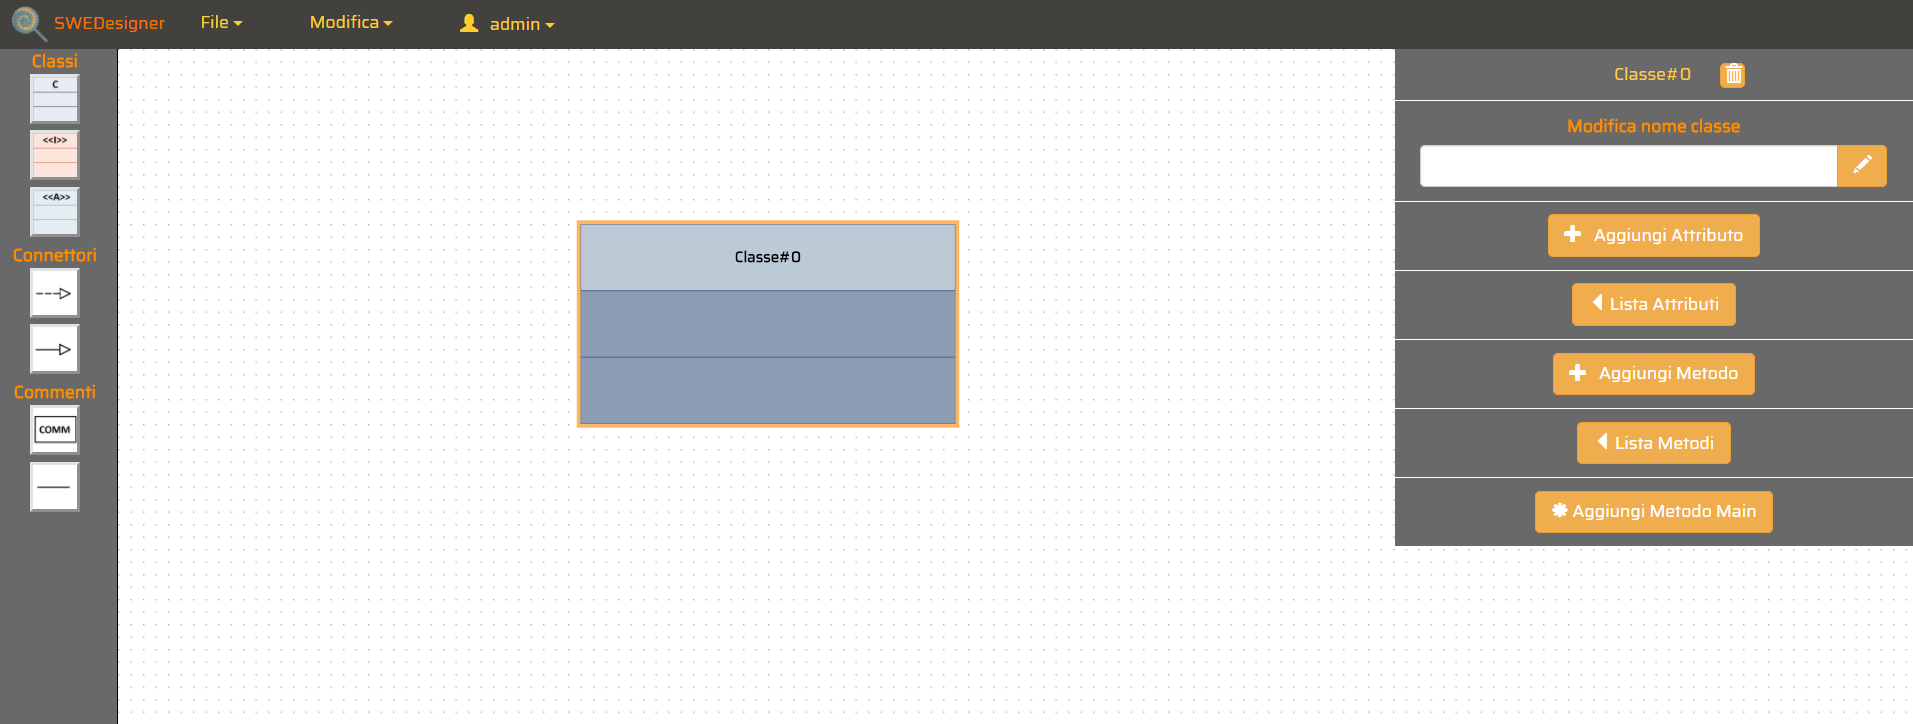 SWEDesigner
File
Modifica
admin
Classi
C
<<I>>
<<A>>
Connettori
Commenti
COMM
Classe#0
Classe#0
Modifica nome classe
Aggiungi Attributo
Lista Attributi
Aggiungi Metodo
Lista Metodi
Aggiungi Metodo Main